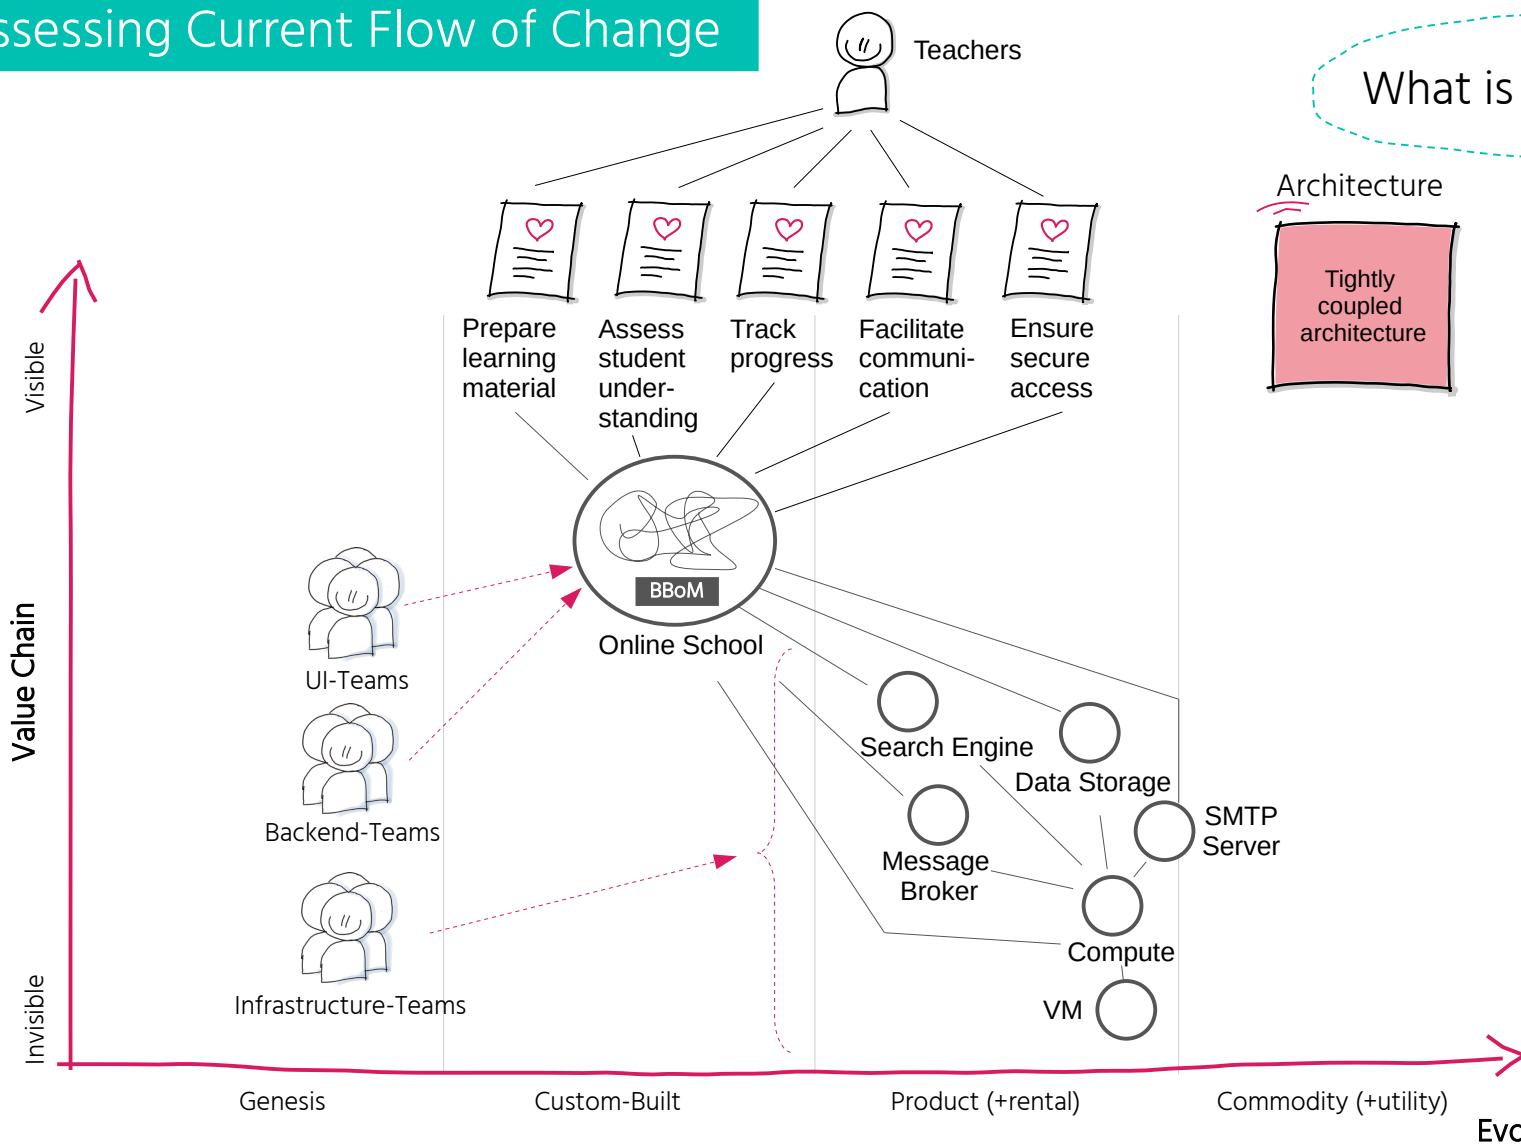 ssessing Current Flow of Change
Teachers
What is
Architecture
Tightly
coupled
architecture
Prepare
learning
material
Assess
student
under-
standing
Track
progress
Facilitate
communi-
cation
Ensure
secure
access
Visible
Value Chain
Invisible
BBoM
Online School
UI-Teams
Backend-Teams
Infrastructure-Teams
Search Engine
Data Storage
SMTP
Server
Message
Broker
Compute
VM
Genesis
Custom-Built
Product (+rental)
Commodity (+utility)
Evo